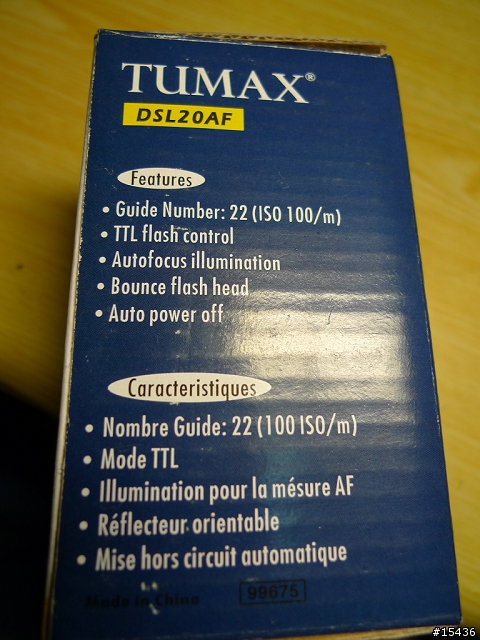 TUMAX®
DSL20AF
Features
• Guide Number: 22 (ISO 100/m)
• TTL flash control
• Autofocus illumination
• Bounce flash head
• Auto power off
Caracteristiques
• Nombre Guide: 22 (100 ISO/m)
• Mode TTL
• Illumination pour la mésure AF
• Réflecteur orientable
• Mise hors circuit automatique
Made in China 99675
#15436